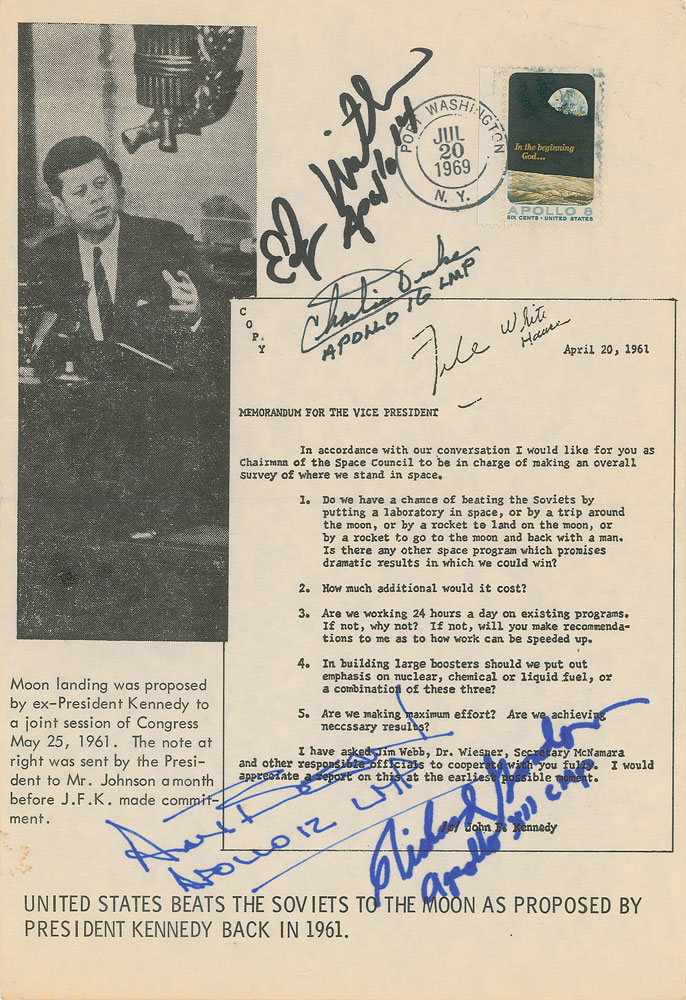 Ed Mitchell
Apollo 14
PORT WASHINGTON
JUL
20
1969
N. Y.
In the beginning
God...
APOLLO 8
SIX CENTS · UNITED STATES
Charlie Duke
APOLLO 16 LMP
COPY
File
White
House
April 20, 1961
MEMORANDUM FOR THE VICE PRESIDENT
In accordance with our conversation I would like for you as
Chairmnn of the Space Council to be in charge of making an overall
survey of where we stand in space.
1. Do we have a chance of beating the Soviets by
putting a laboratory in space, or by a trip around
the moon, or by a rocket to land on the moon, or
by a rocket to go to the moon and back with a man.
Is there any other space program which promises
dramatic results in which we could win?
2. How much additional would it cost?
3. Are we working 24 hours a day on existing programs.
If not, why not? If not, will you make recommenda-
tions to me as to how work can be speeded up.
4. In building large boosters should we put out
emphasis on nuclear, chemical or liquid fuel, or
a combination of these three?
5. Are we making maximum effort? Are we achieving
neccssary results?
I have asked Jim Webb, Dr. Wiesner, Secretary McNamara
and other responsible officials to cooperate with you fully. I would
appreciate a report on this at the earliest possible moment.
/s/ John F. Kennedy
Moon landing was proposed
by ex-President Kennedy to
a joint session of Congress
May 25, 1961. The note at
right was sent by the Presi-
dent to Mr. Johnson a month
before J.F.K. made commit-
ment.
APOLLO 12 LMP
Richard Gordon
Apollo XII CMP
UNITED STATES BEATS THE SOVIETS TO THE MOON AS PROPOSED BY
PRESIDENT KENNEDY BACK IN 1961.